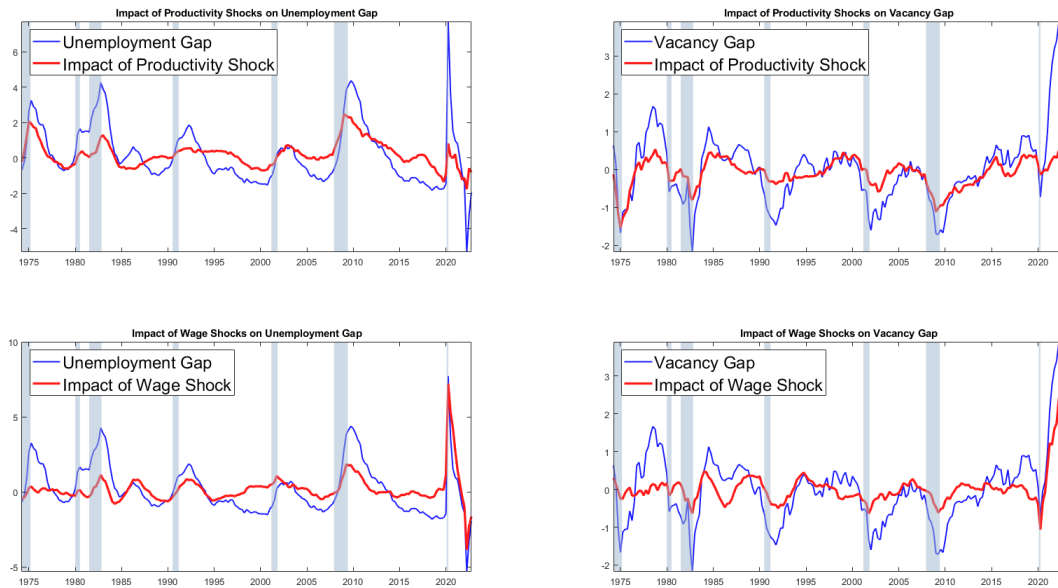 Impact of Productivity Shocks on Unemployment Gap
Unemployment Gap
Impact of Productivity Shock
6
4
2
0
-2
-4
1975 1980 1985 1990 1995 2000 2005 2010 2015 2020
Impact of Productivity Shocks on Vacancy Gap
Vacancy Gap
Impact of Productivity Shock
3
2
1
0
-1
-2
1975 1980 1985 1990 1995 2000 2005 2010 2015 2020
Impact of Wage Shocks on Unemployment Gap
Unemployment Gap
Impact of Wage Shock
10
5
0
-5
1975 1980 1985 1990 1995 2000 2005 2010 2015 2020
Impact of Wage Shocks on Vacancy Gap
Vacancy Gap
Impact of Wage Shock
3
2
1
0
-1
-2
1975 1980 1985 1990 1995 2000 2005 2010 2015 2020